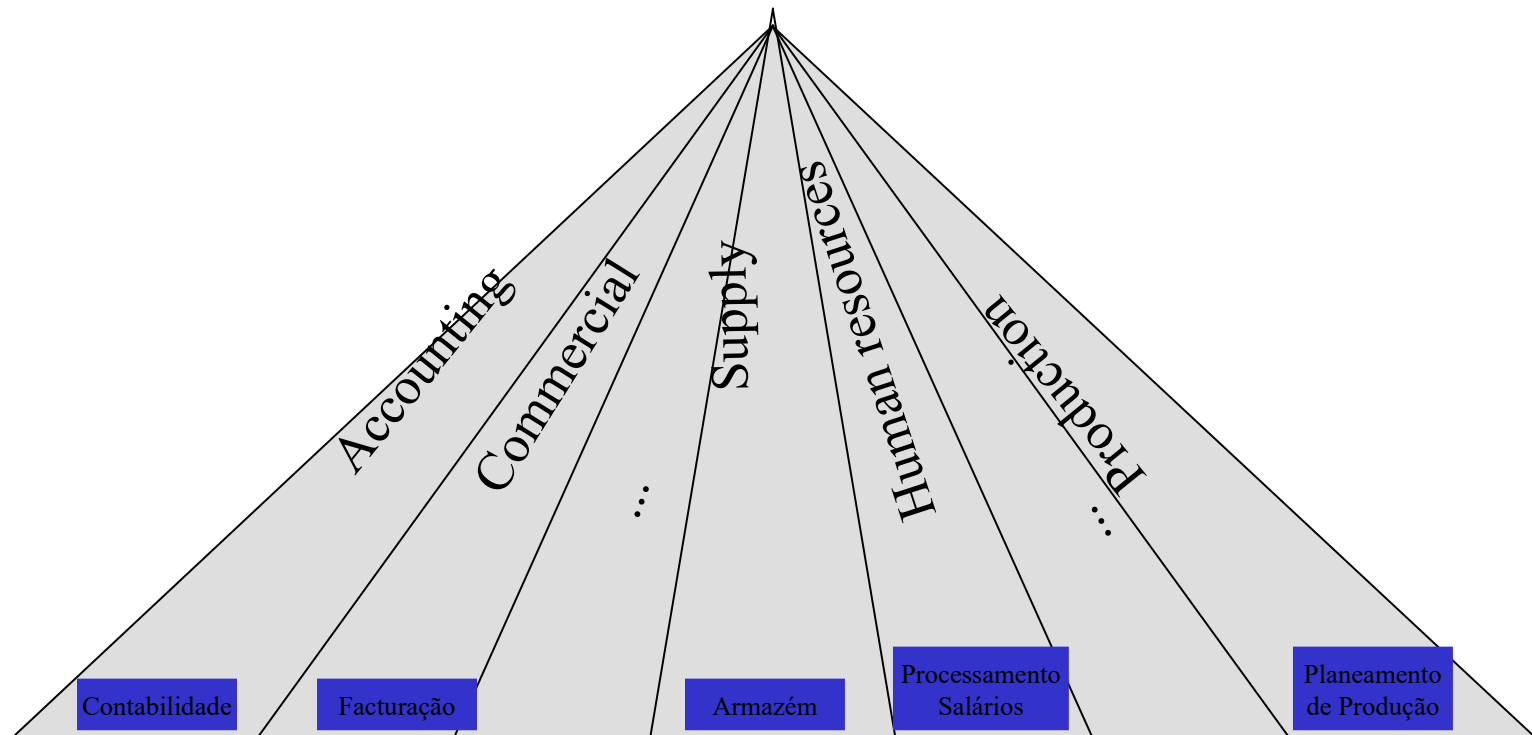 Accounting
Commercial
...
Supply
Human resources
Production
...
Contabilidade
Facturação
Armazém
Processamento
Salários
Planeamento
de Produção